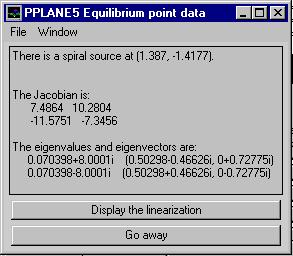 PPLANE5 Equilibrium point data
File Window
There is a spiral source at (1.387, -1.4177).
The Jacobian is:
7.4864 10.2804
-11.5751 -7.3456
The eigenvalues and eigenvectors are:
0.070398+8.0001i (0.50298-0.46626i, 0+0.72775i)
0.070398-8.0001i (0.50298+0.46626i, 0-0.72775i)
Display the linearization
Go away